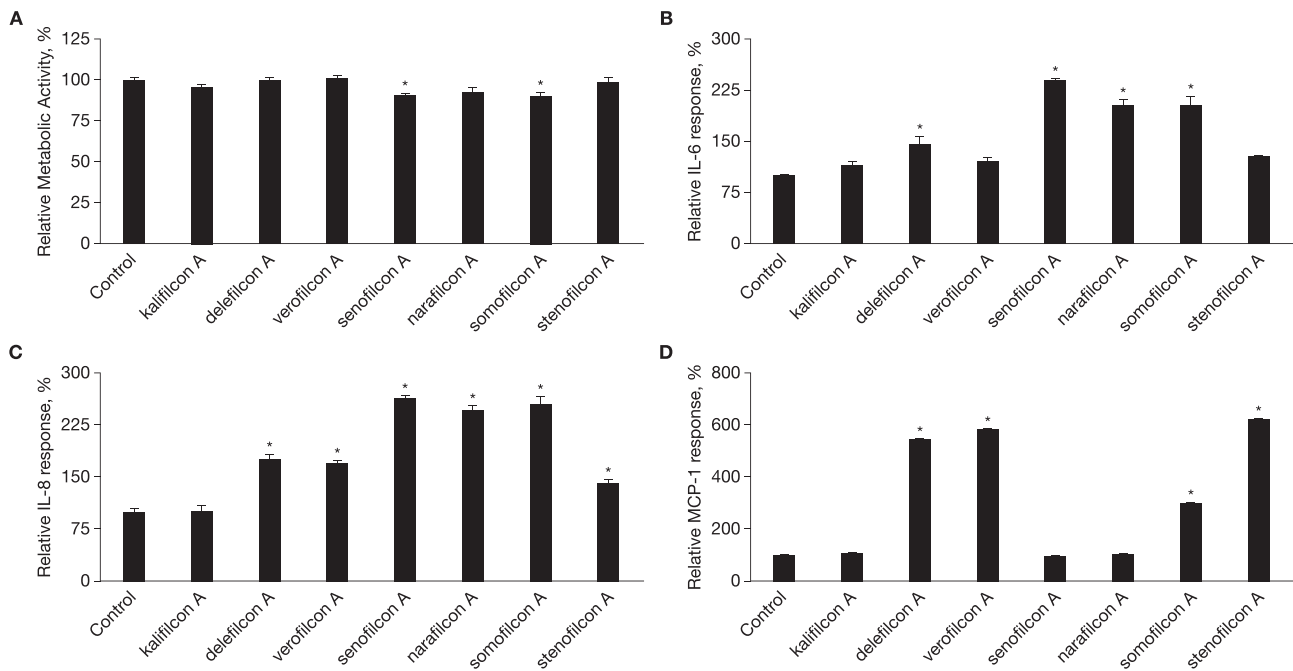 A
Relative Metabolic Activity, %
125
100
75
50
25
0
* *
Control
kalifilcon A
delefilcon A
verofilcon A
senofilcon A
narafilcon A
somofilcon A
stenofilcon A
B
Relative IL-6 response, %
300
225
150
75
0
* * * *
Control
kalifilcon A
delefilcon A
verofilcon A
senofilcon A
narafilcon A
somofilcon A
stenofilcon A
C
Relative IL-8 response, %
300
225
150
75
0
* * * * * *
Control
kalifilcon A
delefilcon A
verofilcon A
senofilcon A
narafilcon A
somofilcon A
stenofilcon A
D
Relative MCP-1 response, %
800
600
400
200
0
* * * *
Control
kalifilcon A
delefilcon A
verofilcon A
senofilcon A
narafilcon A
somofilcon A
stenofilcon A